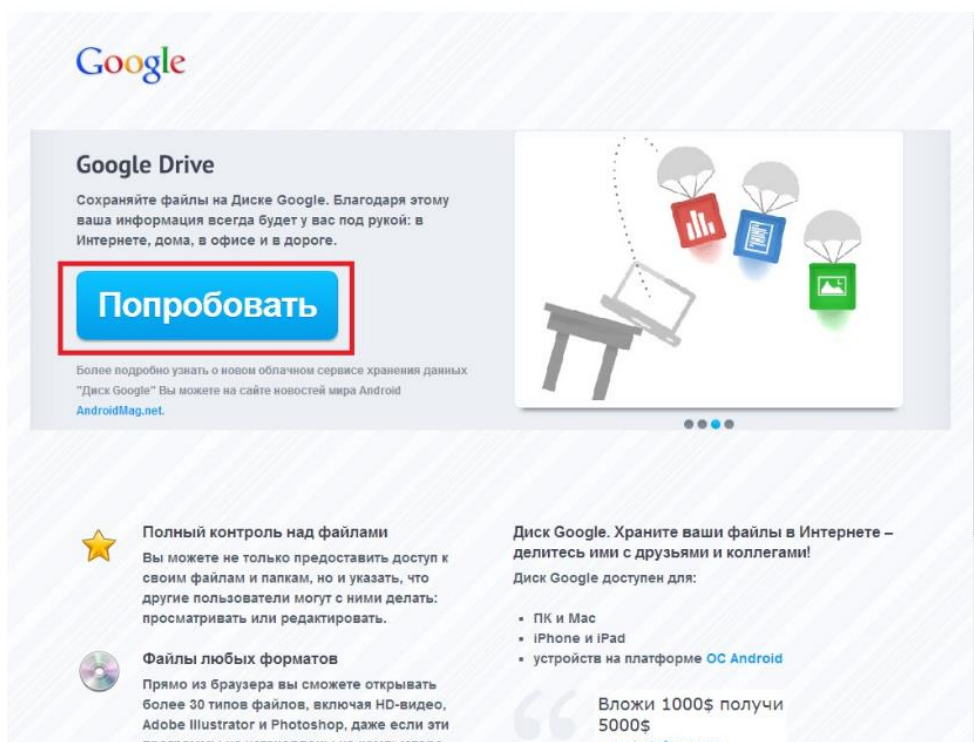 Google
Google Drive
Сохраняйте файлы на Диске Google. Благодаря этому
ваша информация всегда будет у вас под рукой: в
Интернете, дома, в офисе и в дороге.
Попробовать
Более подробно узнать о новом облачном сервисе хранения данных
"Диск Google" Вы можете на сайте новостей мира Android
AndroidMag.net.
Полный контроль над файлами
Вы можете не только предоставить доступ к
своим файлам и папкам, но и указать, что
другие пользователи могут с ними делать:
просматривать или редактировать.
Файлы любых форматов
Прямо из браузера вы сможете открывать
более 30 типов файлов, включая HD-видео,
Adobe Illustrator и Photoshop, даже если эти
Диск Google. Храните ваши файлы в Интернете –
делитесь ими с друзьями и коллегами!
Диск Google доступен для:
ПК и Mac
iPhone и iPad
устройств на платформе ОС Android
Вложи 1000$ получи
5000$